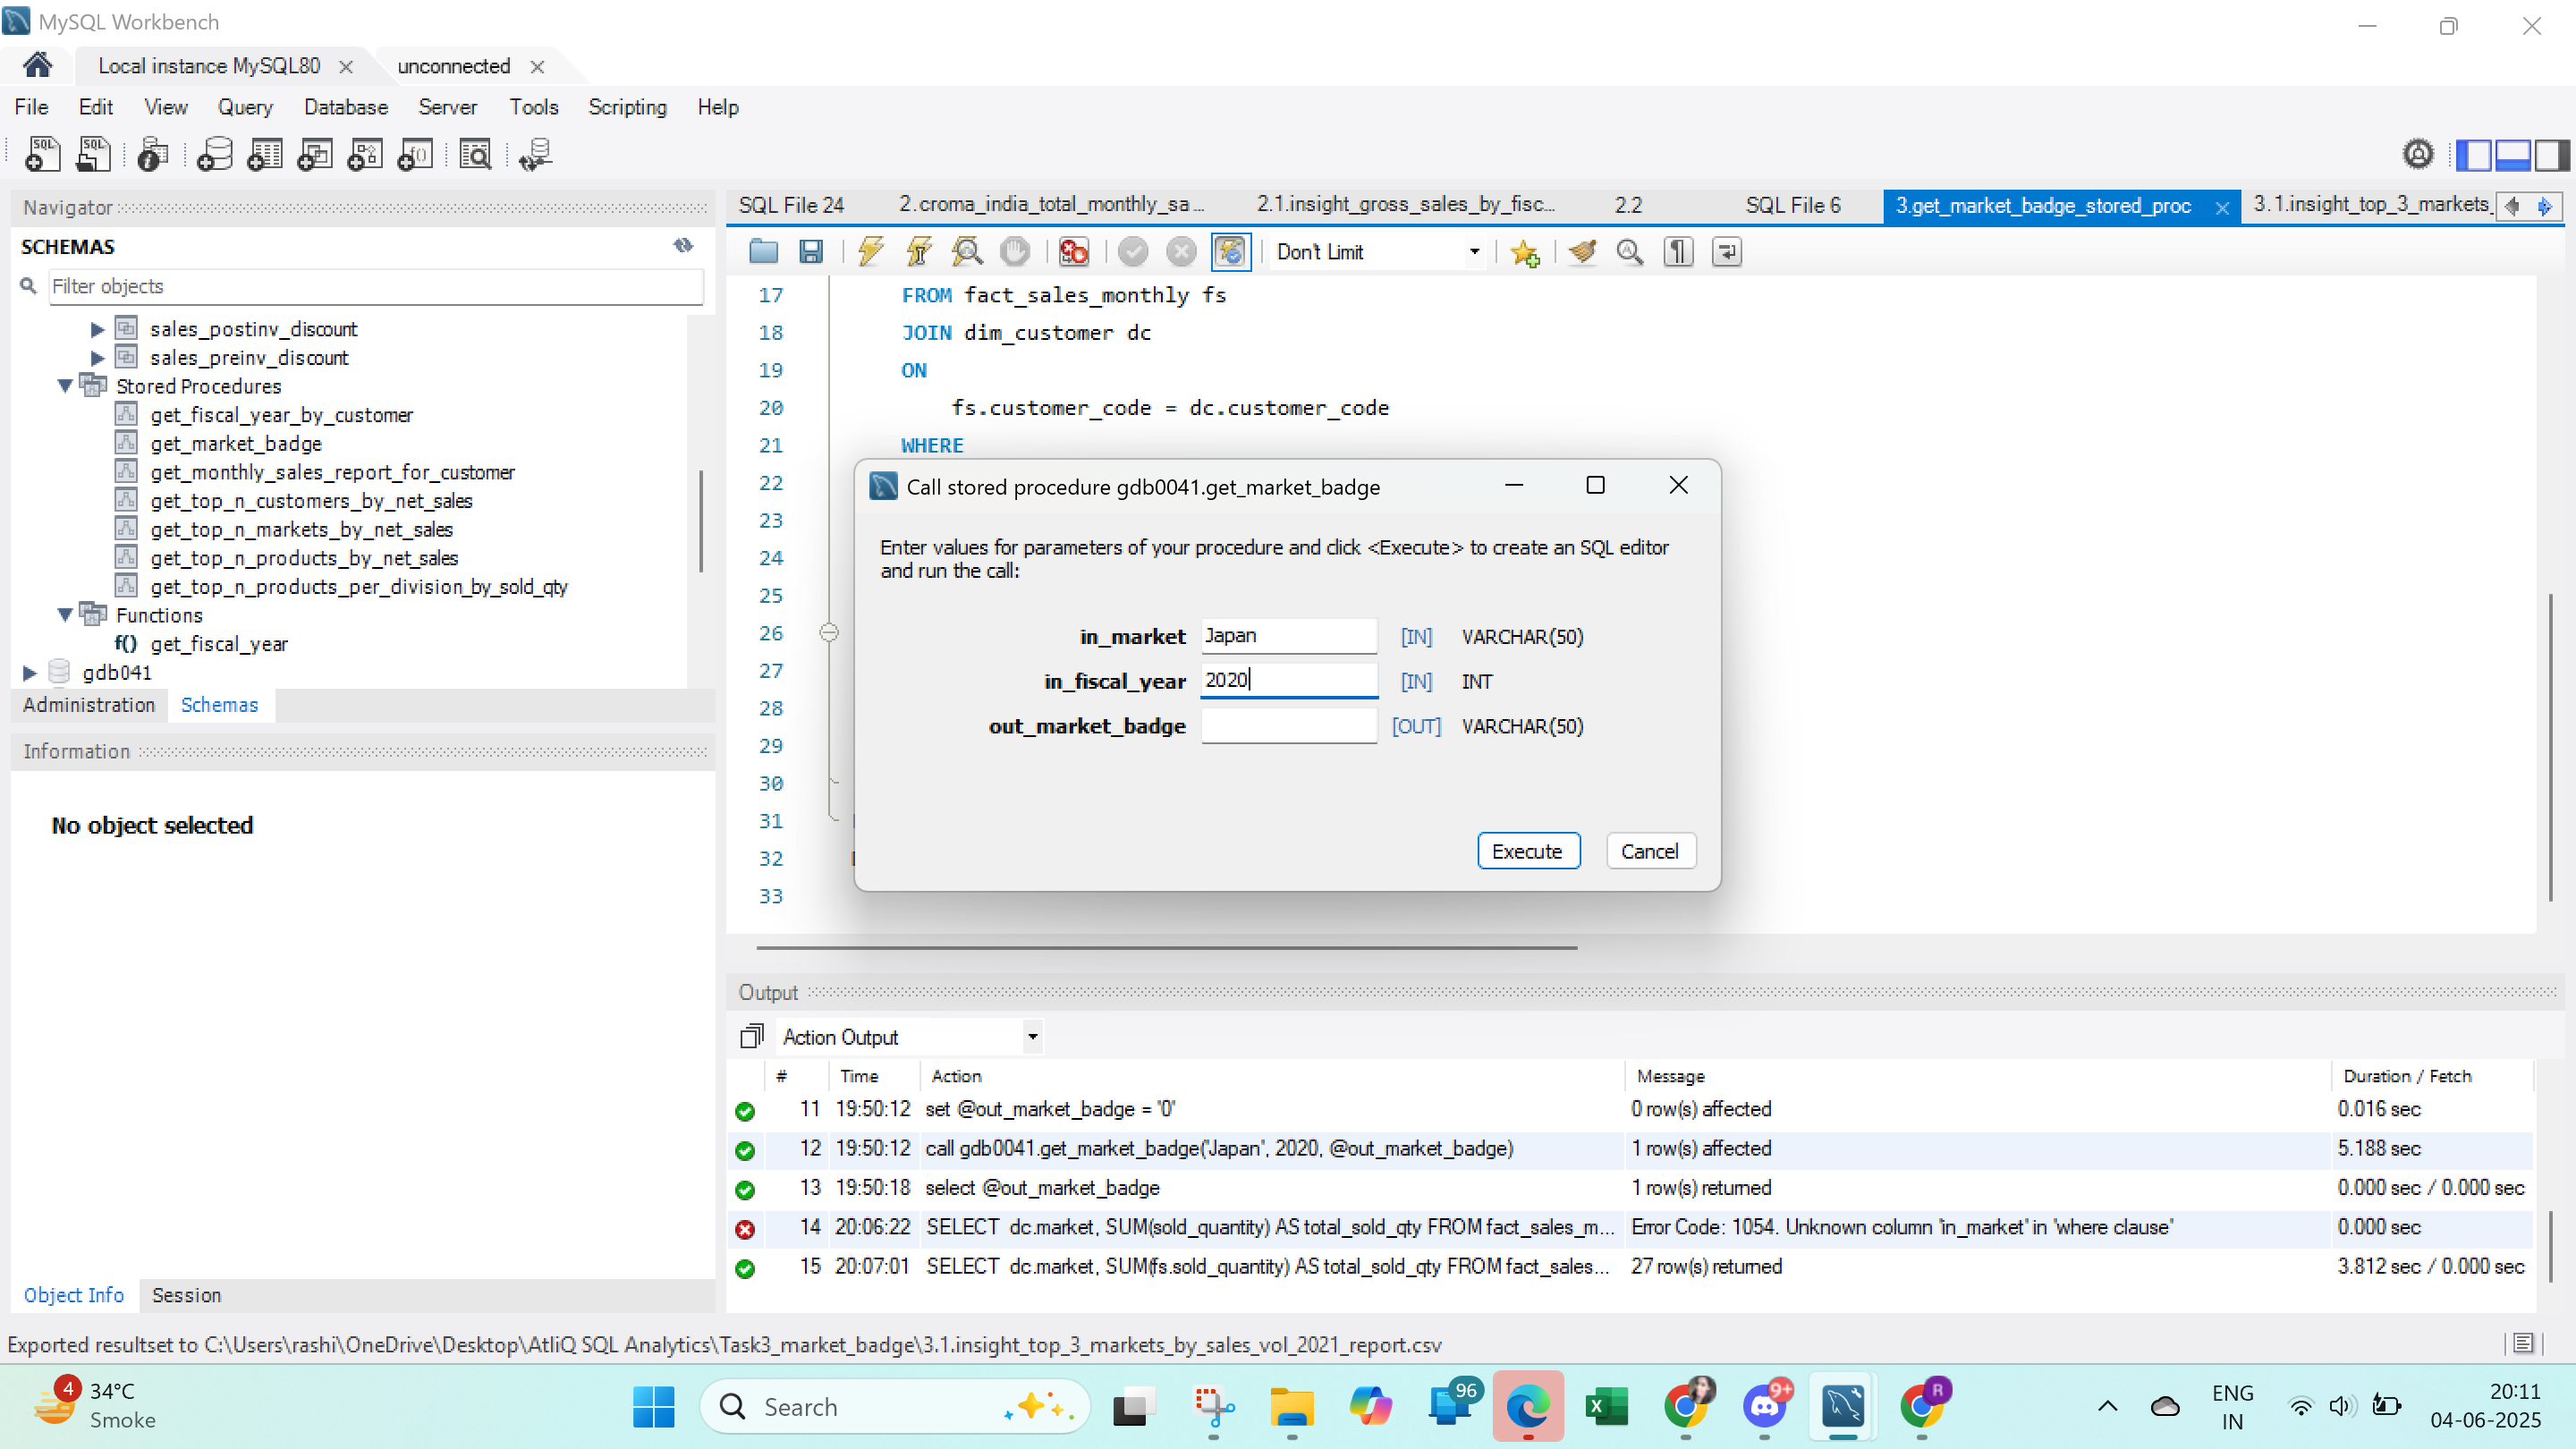 MySQL Workbench
Local instance MySQL80
unconnected
File Edit View Query Database Server Tools Scripting Help
Navigator
SCHEMAS
Filter objects
sales_postinv_discount
sales_preinv_discount
Stored Procedures
get_fiscal_year_by_customer
get_market_badge
get_monthly_sales_report_for_customer
get_top_n_customers_by_net_sales
get_top_n_markets_by_net_sales
get_top_n_products_by_net_sales
get_top_n_products_per_division_by_sold_qty
Functions
f() get_fiscal_year
gdb041
Administration Schemas
Information
No object selected
Object Info Session
SQL File 24 2.croma_india_total_monthly_sa... 2.1.insight_gross_sales_by_fisc... 2.2 SQL File 6 3.get_market_badge_stored_proc 3.1.insight_top_3_markets_
Don't Limit
17 FROM fact_sales_monthly fs
18 JOIN dim_customer dc
19 ON
20 fs.customer_code = dc.customer_code
21 WHERE
22
23
24
25
26
27
28
29
30
31
32
33
Call stored procedure gdb0041.get_market_badge
Enter values for parameters of your procedure and click <Execute> to create an SQL editor
and run the call:
in_market Japan [IN] VARCHAR(50)
in_fiscal_year 2020 [IN] INT
out_market_badge [OUT] VARCHAR(50)
Execute Cancel
Output
Action Output
# Time Action Message Duration / Fetch
11 19:50:12 set @out_market_badge = '0' 0 row(s) affected 0.016 sec
12 19:50:12 call gdb0041.get_market_badge('Japan', 2020, @out_market_badge) 1 row(s) affected 5.188 sec
13 19:50:18 select @out_market_badge 1 row(s) returned 0.000 sec / 0.000 sec
14 20:06:22 SELECT dc.market, SUM(sold_quantity) AS total_sold_qty FROM fact_sales_m... Error Code: 1054. Unknown column 'in_market' in 'where clause' 0.000 sec
15 20:07:01 SELECT dc.market, SUM(fs.sold_quantity) AS total_sold_qty FROM fact_sales... 27 row(s) returned 3.812 sec / 0.000 sec
Exported resultset to C:\Users\rashi\OneDrive\Desktop\AtliQ SQL Analytics\Task3_market_badge\3.1.insight_top_3_markets_by_sales_vol_2021_report.csv
4
34°C
Smoke
Search
96
9+
R
ENG
IN
20:11
04-06-2025